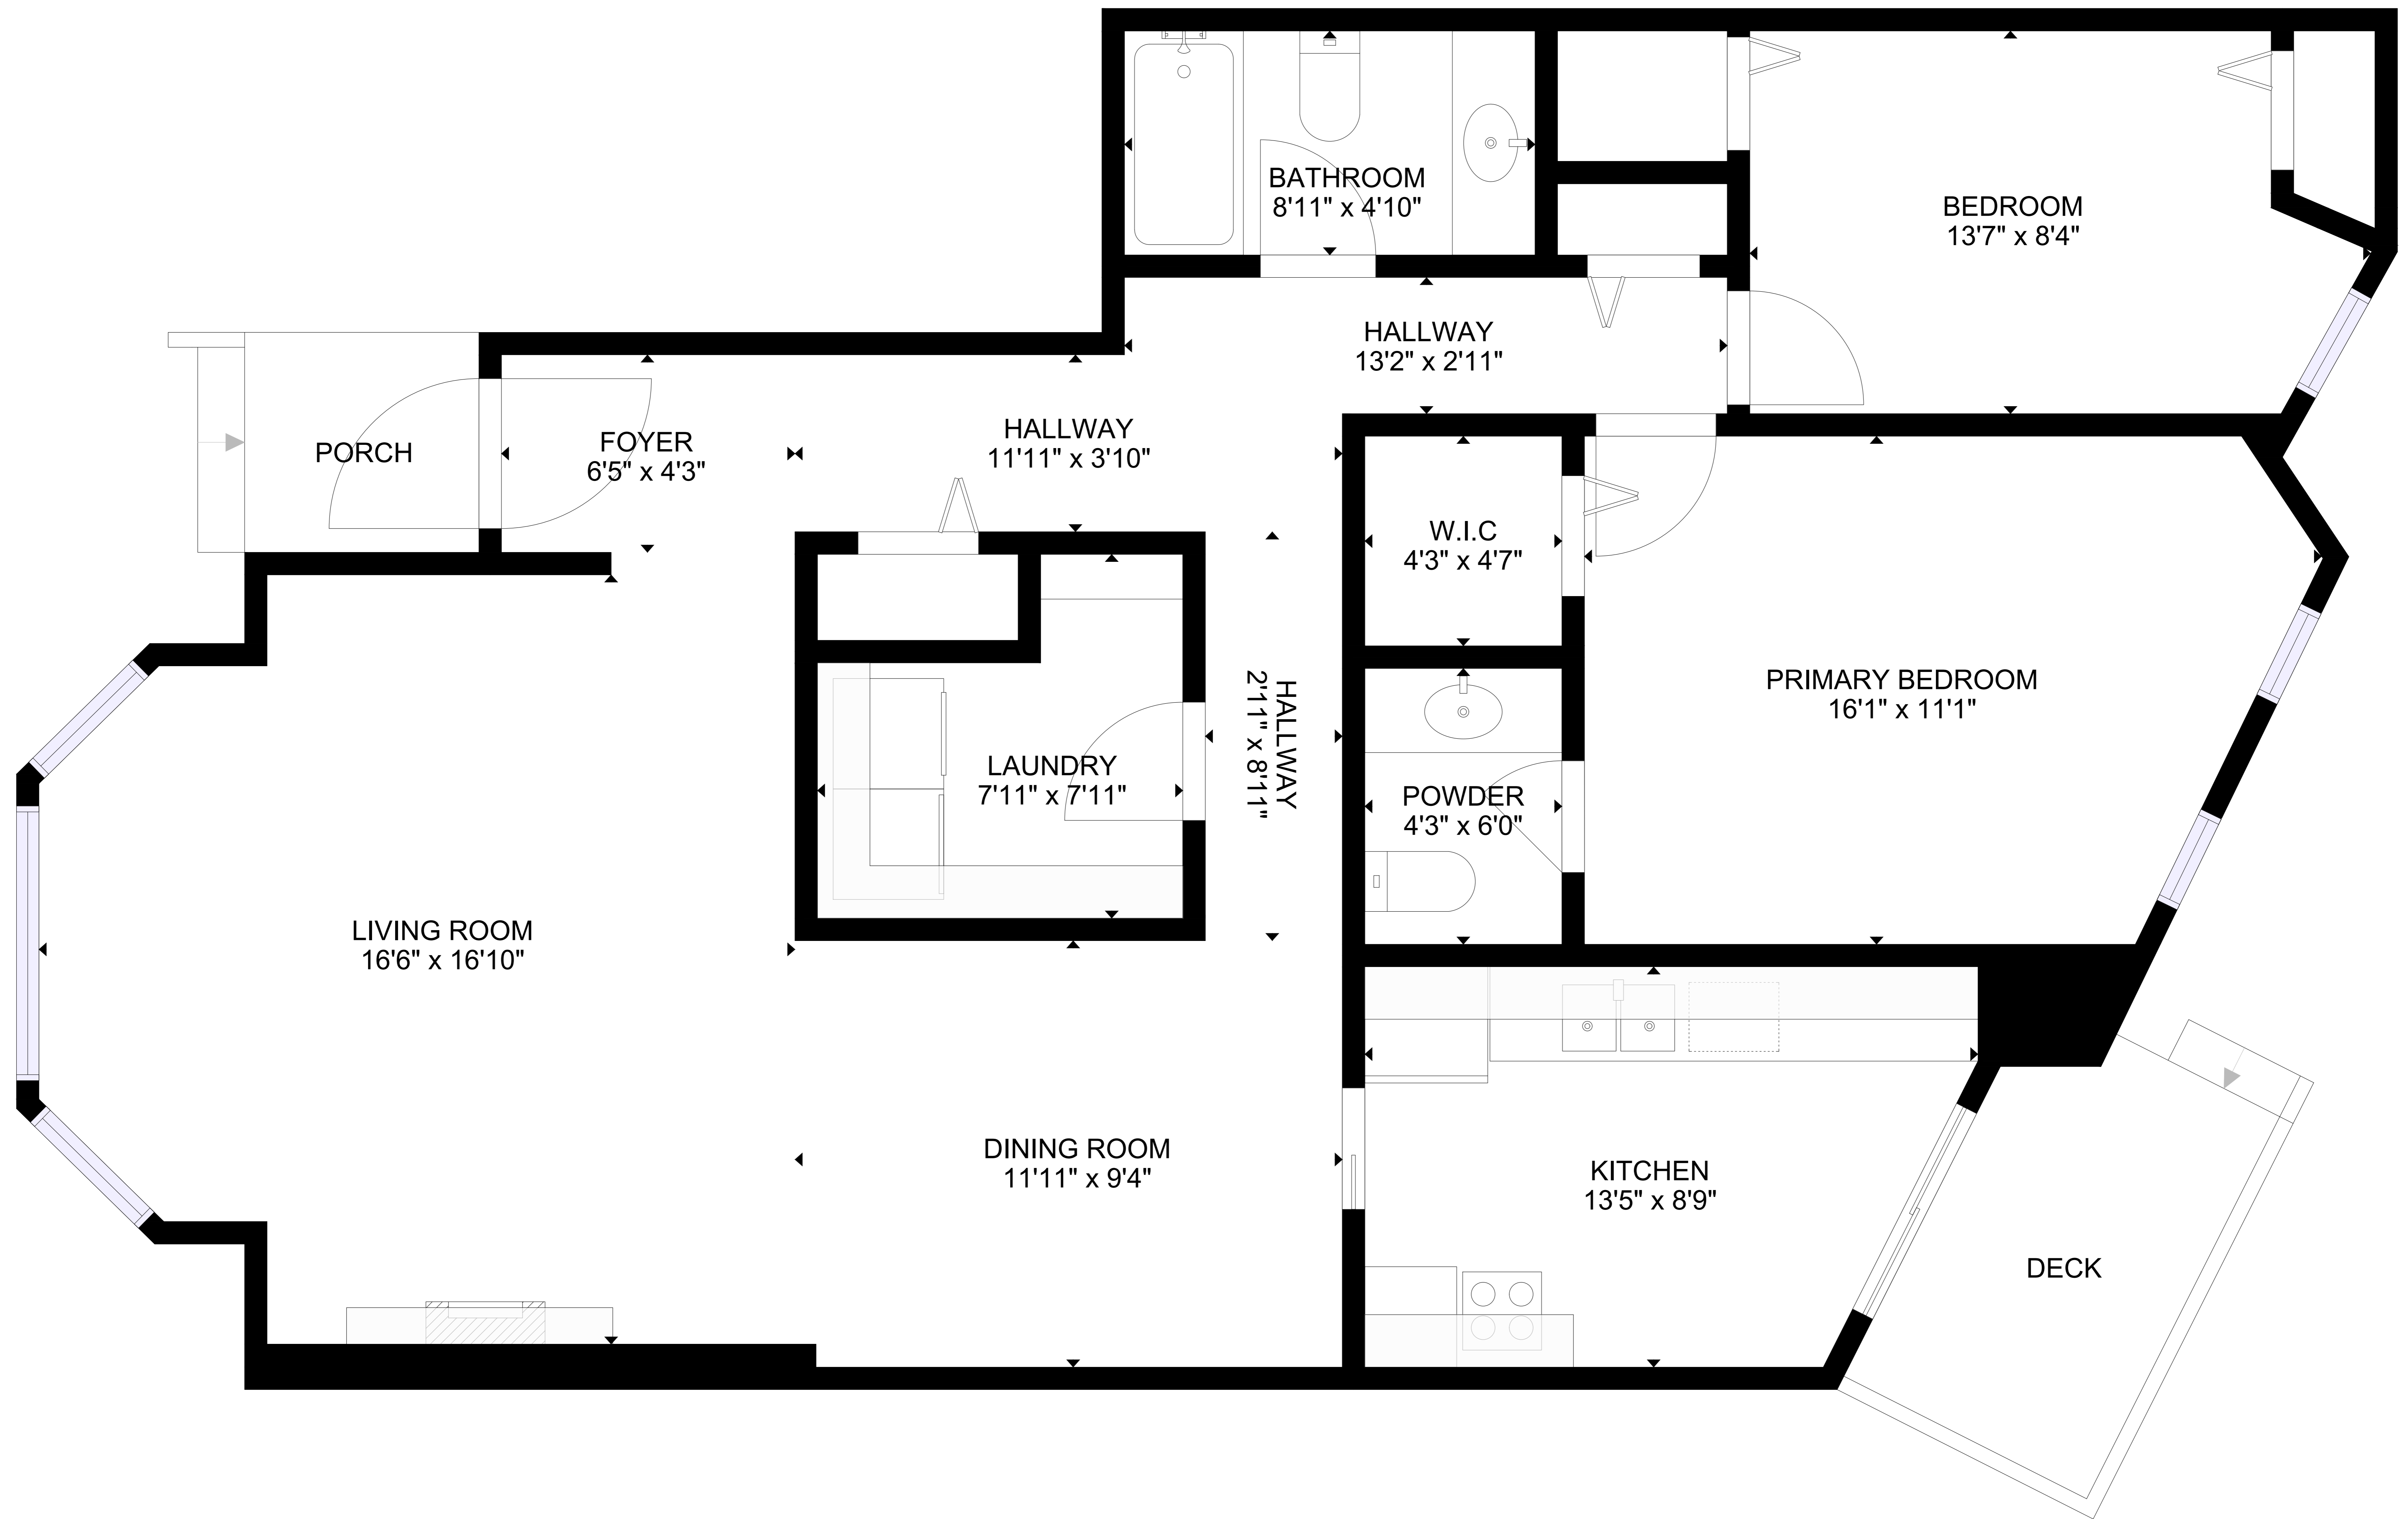 BATHROOM
8'11" x 4'10"
BEDROOM
13'7" x 8'4"
HALLWAY
13'2" x 2'11"
PORCH
FOYER
6'5" x 4'3"
HALLWAY
11'11" x 3'10"
W.I.C
4'3" x 4'7"
PRIMARY BEDROOM
16'1" x 11'1"
HALLWAY
2'11" x 8'11"
LAUNDRY
7'11" x 7'11"
POWDER
4'3" x 6'0"
LIVING ROOM
16'6" x 16'10"
DINING ROOM
11'11" x 9'4"
KITCHEN
13'5" x 8'9"
DECK